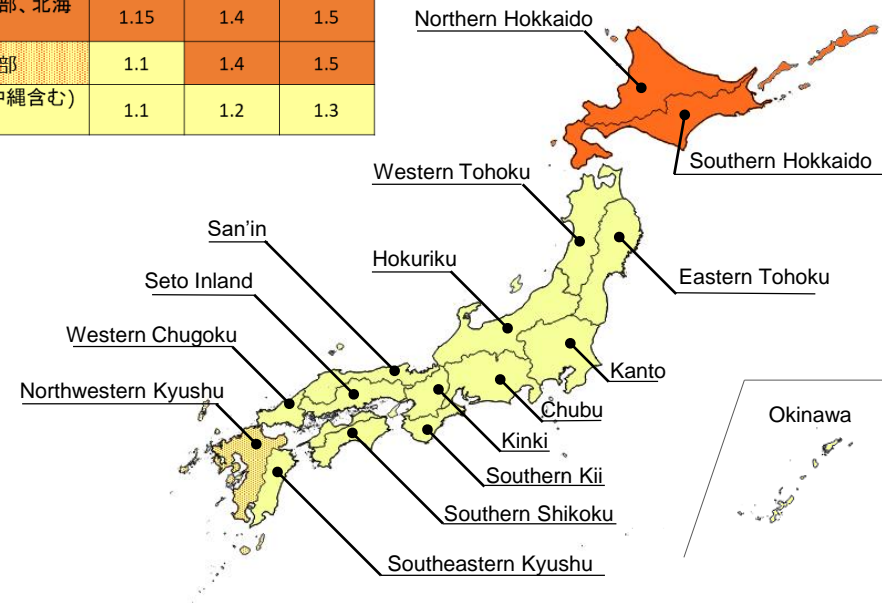 部、北海
1.15 1.4 1.5
部 1.1 1.4 1.5
縄含む) 1.1 1.2 1.3
Northern Hokkaido
Southern Hokkaido
Western Tohoku
San'in
Hokuriku
Eastern Tohoku
Seto Inland
Western Chugoku
Kanto
Northwestern Kyushu
Chubu
Okinawa
Kinki
Southern Kii
Southern Shikoku
Southeastern Kyushu